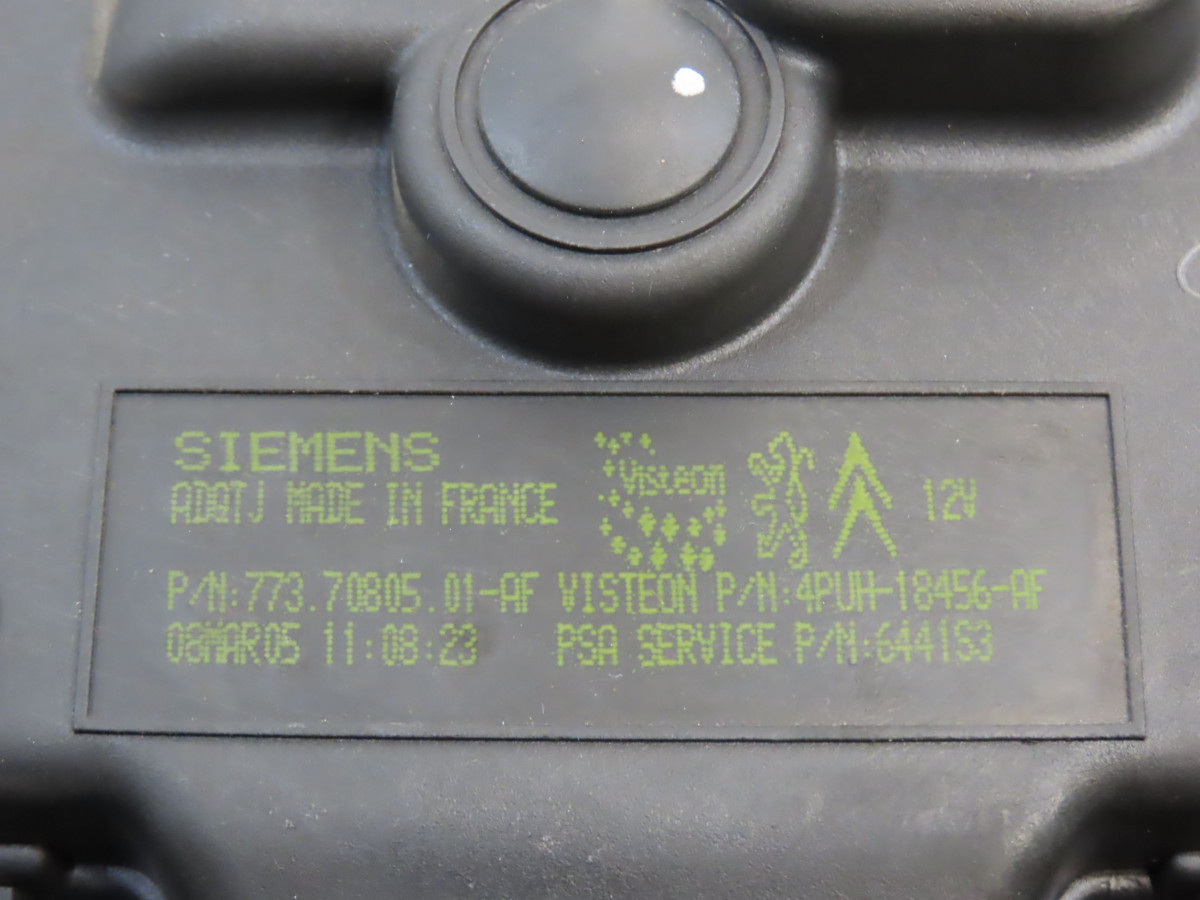 SIEMENS
ADQTJ MADE IN FRANCE
Visteon
12V
P/N:773.70805.01-AF VISTEON P/N:4PUH-18456-AF
08MAR05 11:08:23 PSA SERVICE P/N:6441S3